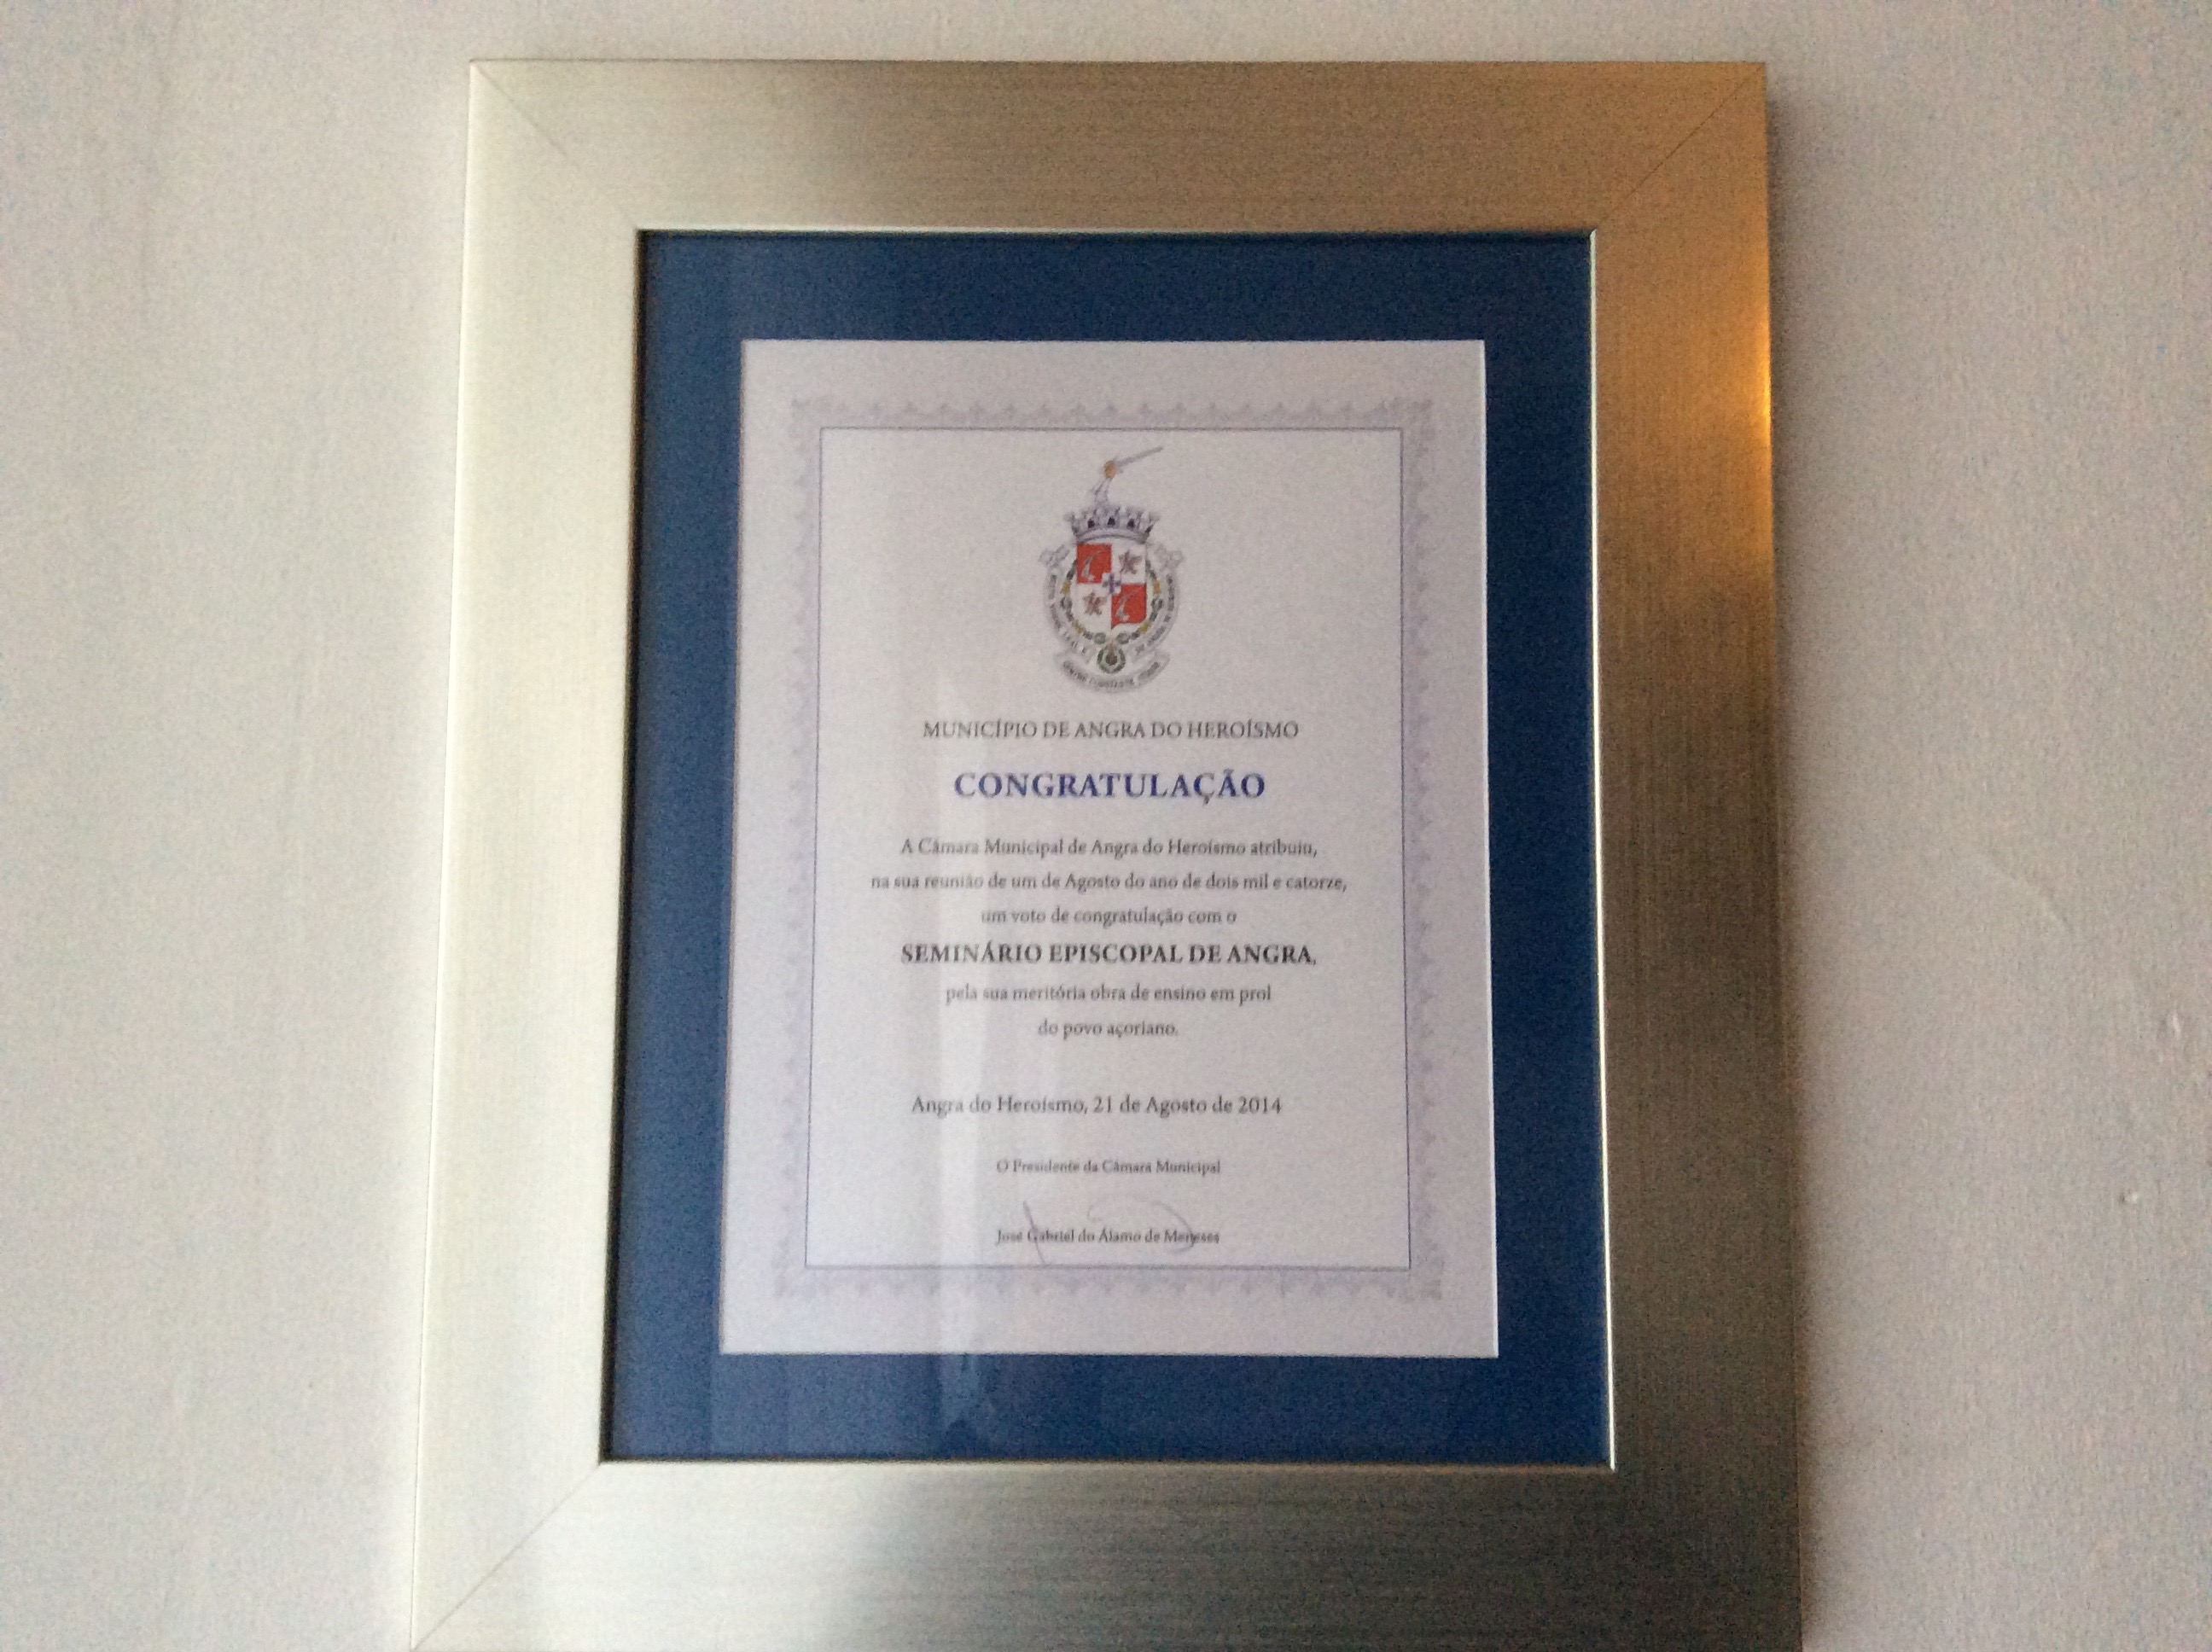 MUNICÍPIO DE ANGRA DO HEROÍSMO
CONGRATULAÇÃO
A Câmara Municipal de Angra do Heroísmo atribuiu,
na sua reunião de um de Agosto do ano de dois mil e catorze,
um voto de congratulação com o
SEMINÁRIO EPISCOPAL DE ANGRA,
pela sua meritória obra de ensino em prol
do povo açoriano.
Angra do Heroísmo, 21 de Agosto de 2014
O Presidente da Câmara Municipal
José Gabriel do Álamo de Meneses